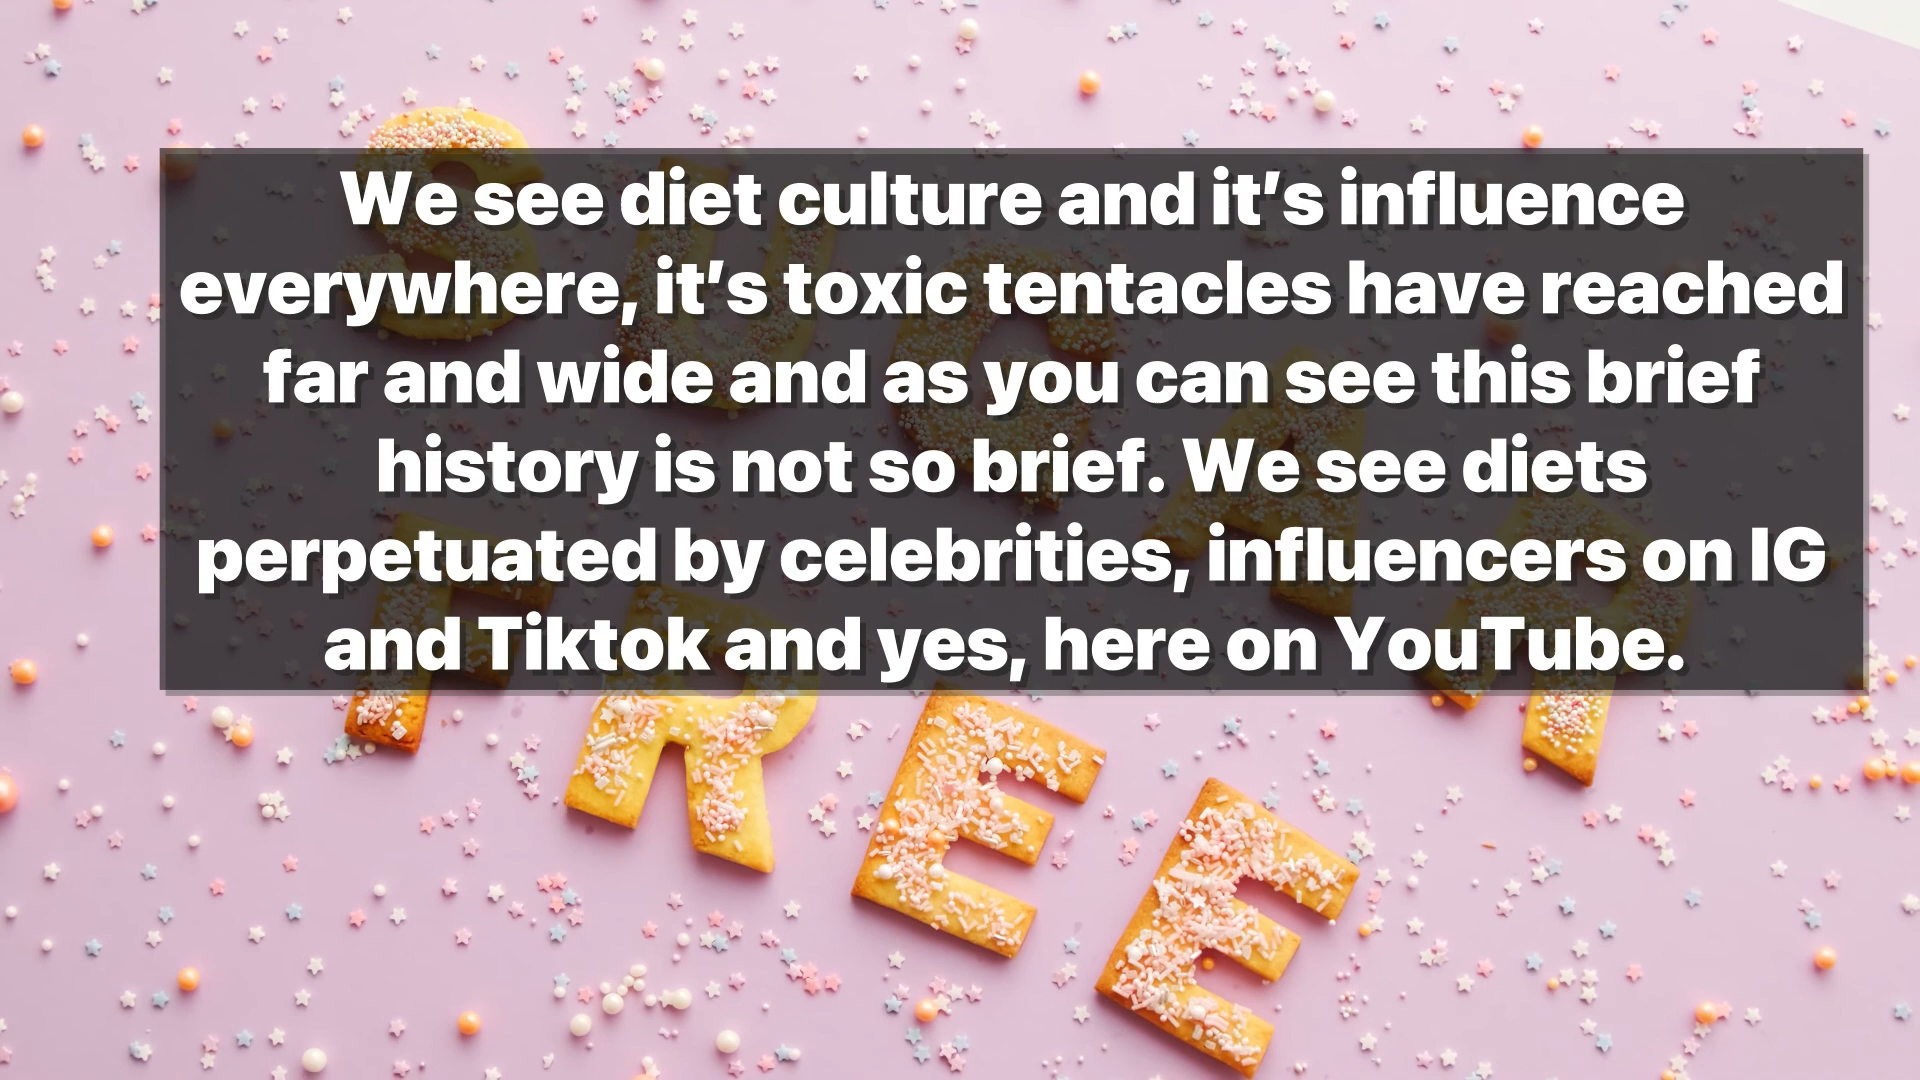 We see diet culture and it's influence
everywhere, it's toxic tentacles have reached
far and wide and as you can see this brief
history is not so brief. We see diets
perpetuated by celebrities, influencers on IG
and Tiktok and yes, here on YouTube.
SUGAR
FREE